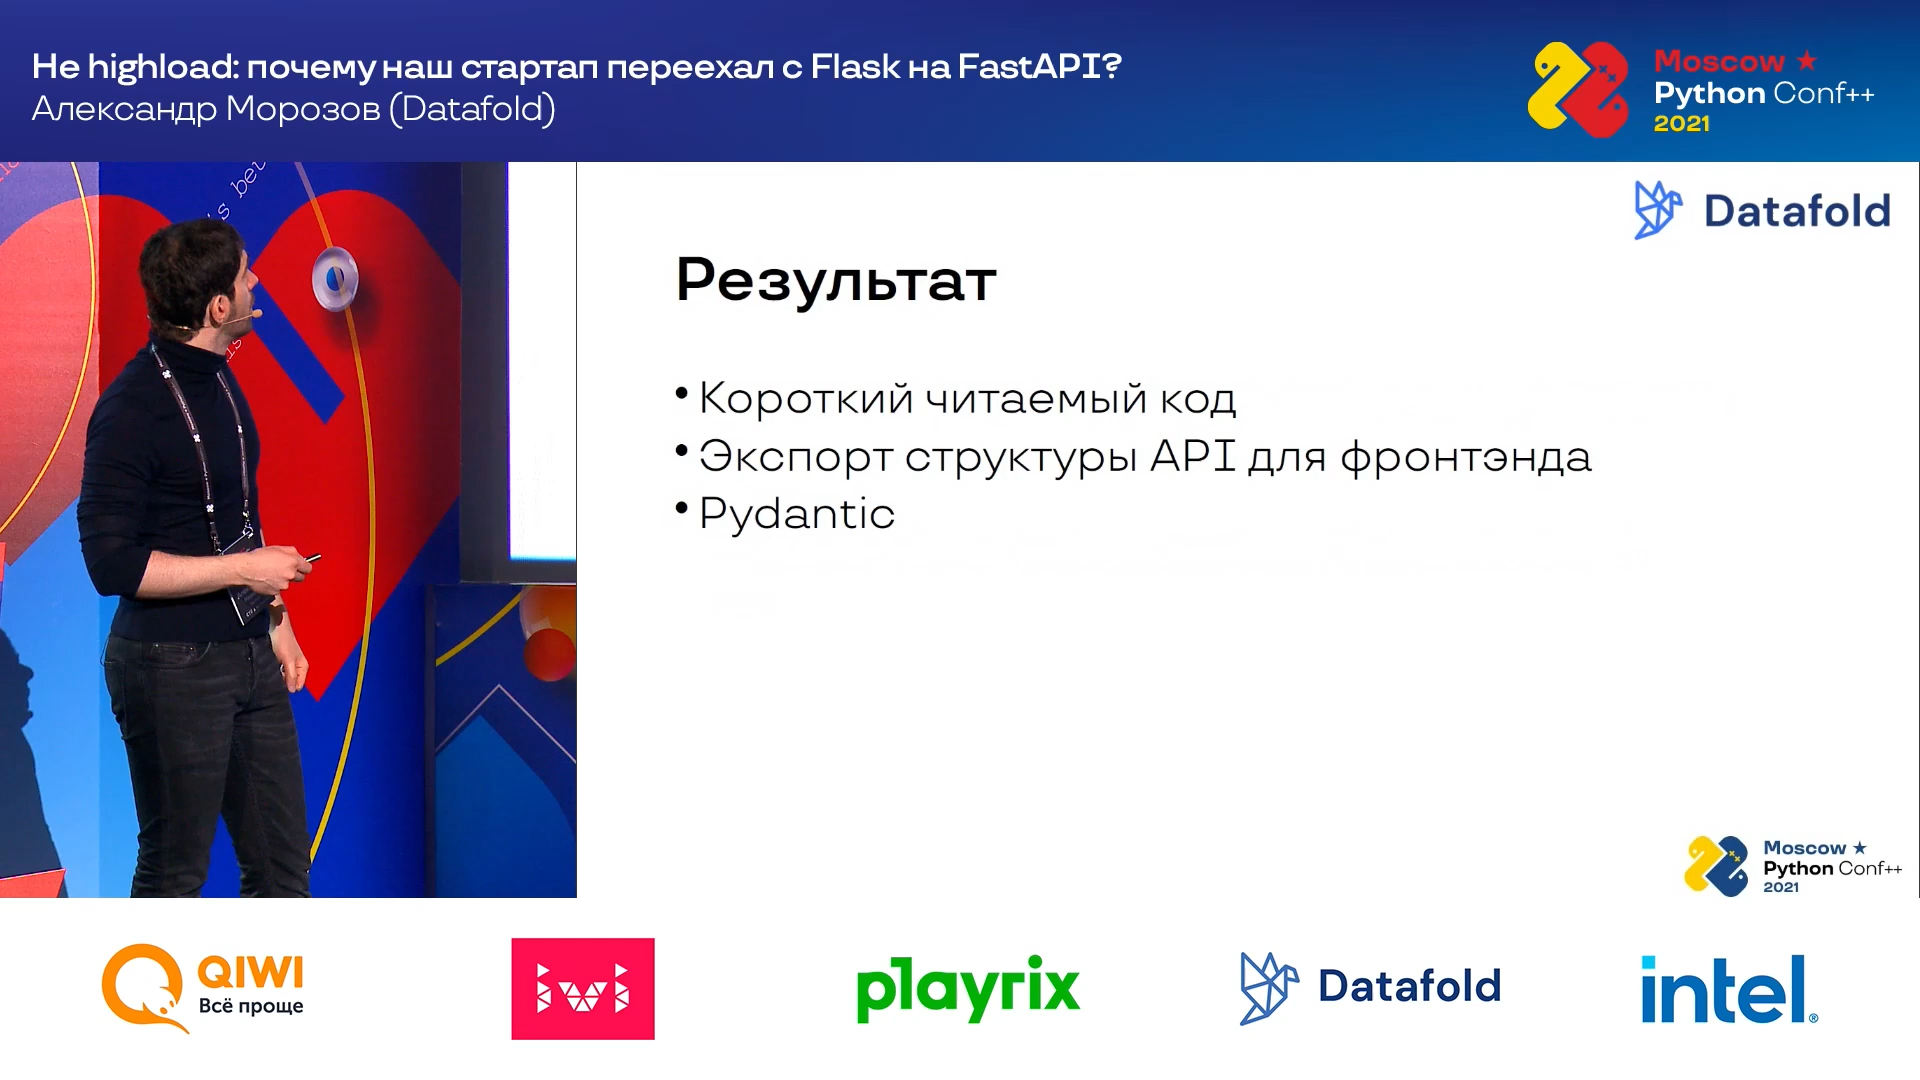 Не highload: почему наш стартап переехал с Flask на FastAPI?
Александр Морозов (Datafold)
Moscow
Python Conf++
2021
Datafold
Результат
• Короткий читаемый код
• Экспорт структуры API для фронтэнда
• Pydantic
Moscow
Python Conf++
2021
QIWI
Всё проще
ivi
playrix
Datafold
intel®